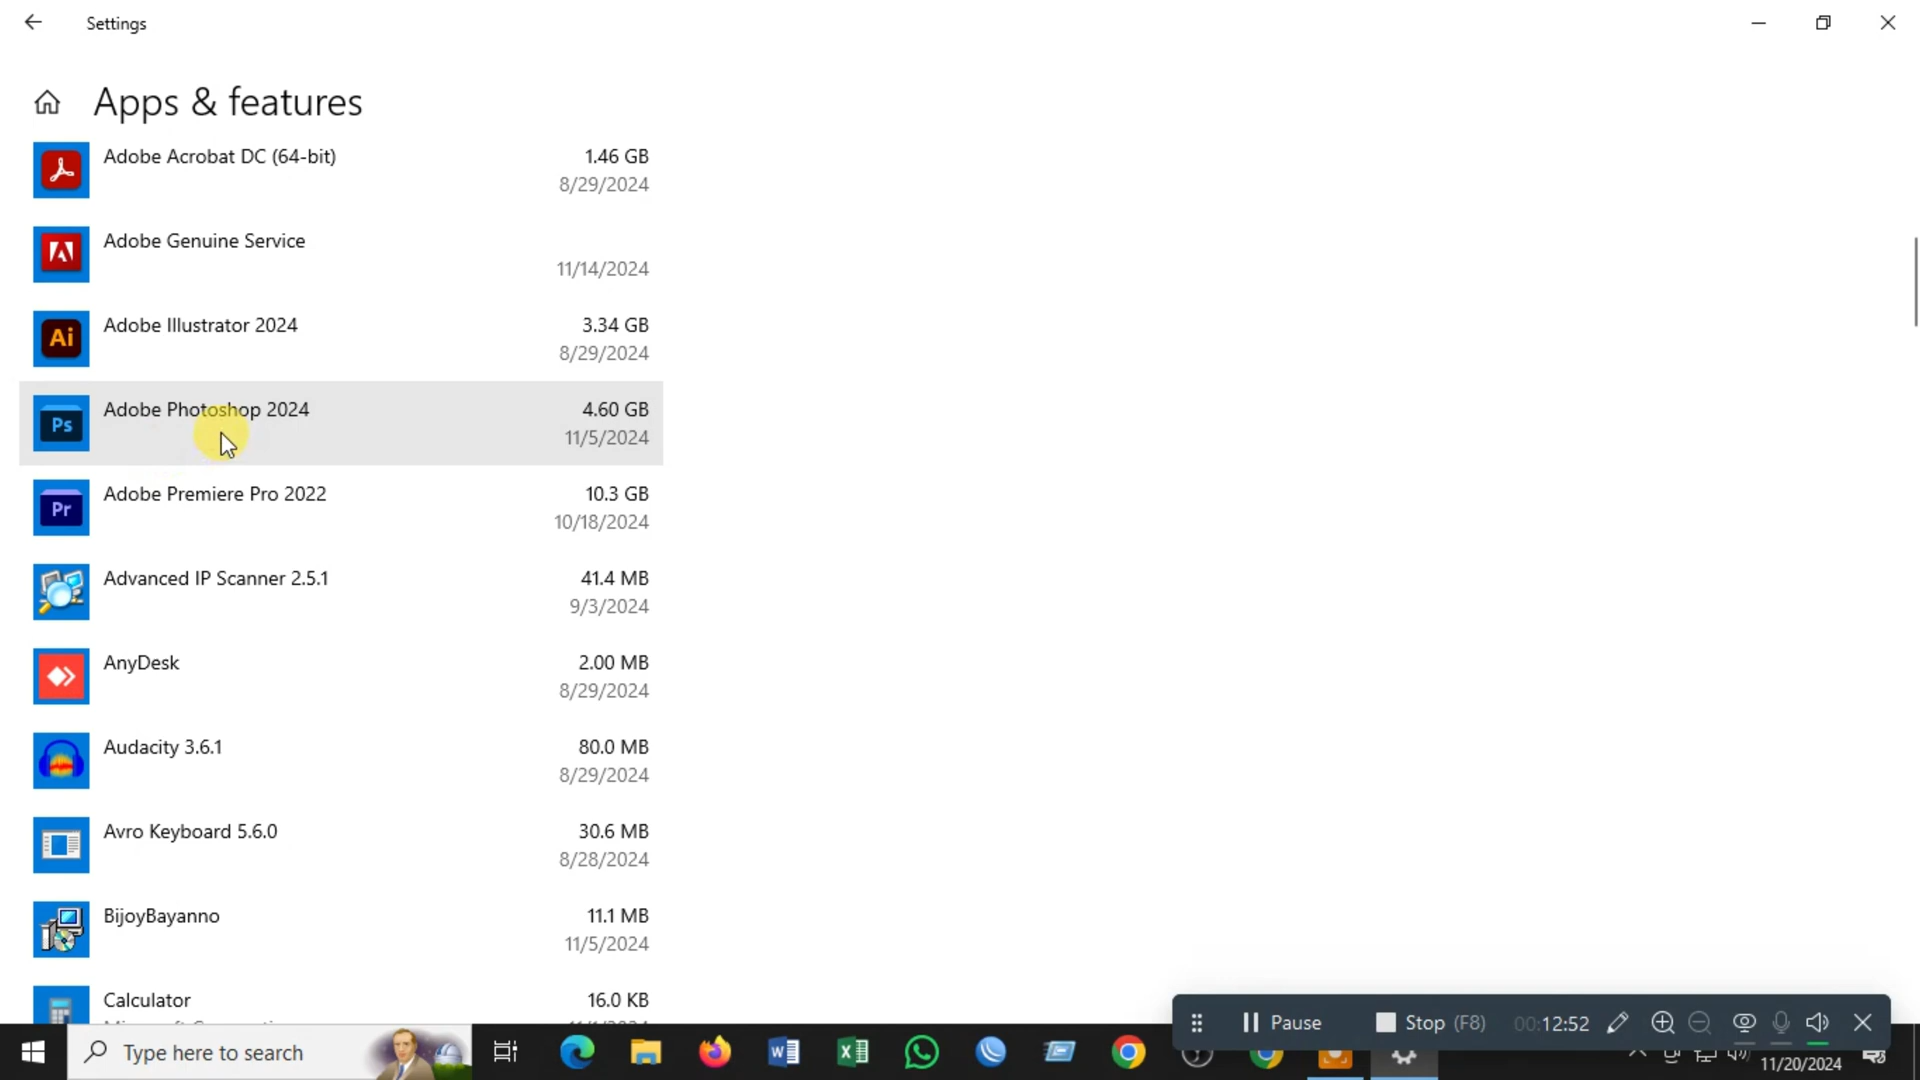 Settings
Apps & features
Adobe Acrobat DC (64-bit) 1.46 GB
8/29/2024
Adobe Genuine Service
11/14/2024
Ai Adobe Illustrator 2024 3.34 GB
8/29/2024
Ps Adobe Photoshop 2024 4.60 GB
11/5/2024
Pr Adobe Premiere Pro 2022 10.3 GB
10/18/2024
Advanced IP Scanner 2.5.1 41.4 MB
9/3/2024
AnyDesk 2.00 MB
8/29/2024
Audacity 3.6.1 80.0 MB
8/29/2024
Avro Keyboard 5.6.0 30.6 MB
8/28/2024
BijoyBayanno 11.1 MB
11/5/2024
Calculator 16.0 KB
Pause Stop (F8) 00:12:52
Type here to search
11/20/2024